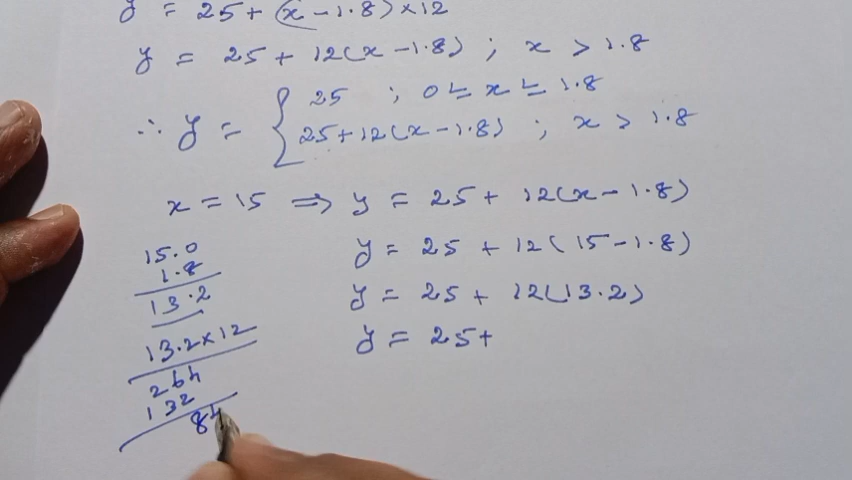 y = 25 + (x - 1.8) × 12
y = 25 + 12(x - 1.8) ; x > 1.8
∴ y = { 25 ; 0 ≤ x ≤ 1.8
25 + 12(x - 1.8) ; x > 1.8
x = 15 ⇒ y = 25 + 12(x - 1.8)
y = 25 + 12(15 - 1.8)
y = 25 + 12(13.2)
y = 25 +
15.0
1.8
13.2
13.2 × 12
264
132
84